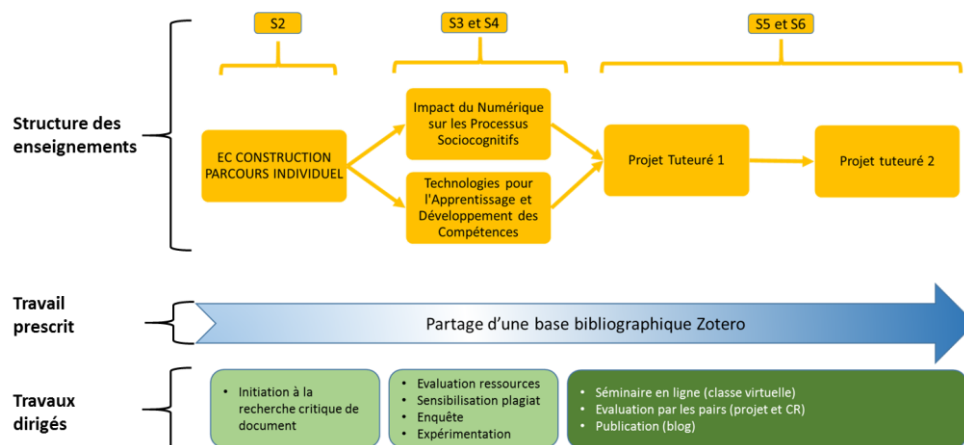 S2
S3 et S4
S5 et S6
Structure des
enseignements
EC CONSTRUCTION
PARCOURS INDIVIDUEL
Impact du Numérique
sur les Processus
Sociocognitifs
Technologies pour
l'Apprentissage et
Développement des
Compétences
Projet Tuteuré 1
Projet tuteuré 2
Travail
prescrit
Partage d'une base bibliographique Zotero
Travaux
dirigés
• Initiation à la
recherche critique de
document
• Evaluation ressources
• Sensibilisation plagiat
• Enquête
• Expérimentation
• Séminaire en ligne (classe virtuelle)
• Evaluation par les pairs (projet et CR)
• Publication (blog)